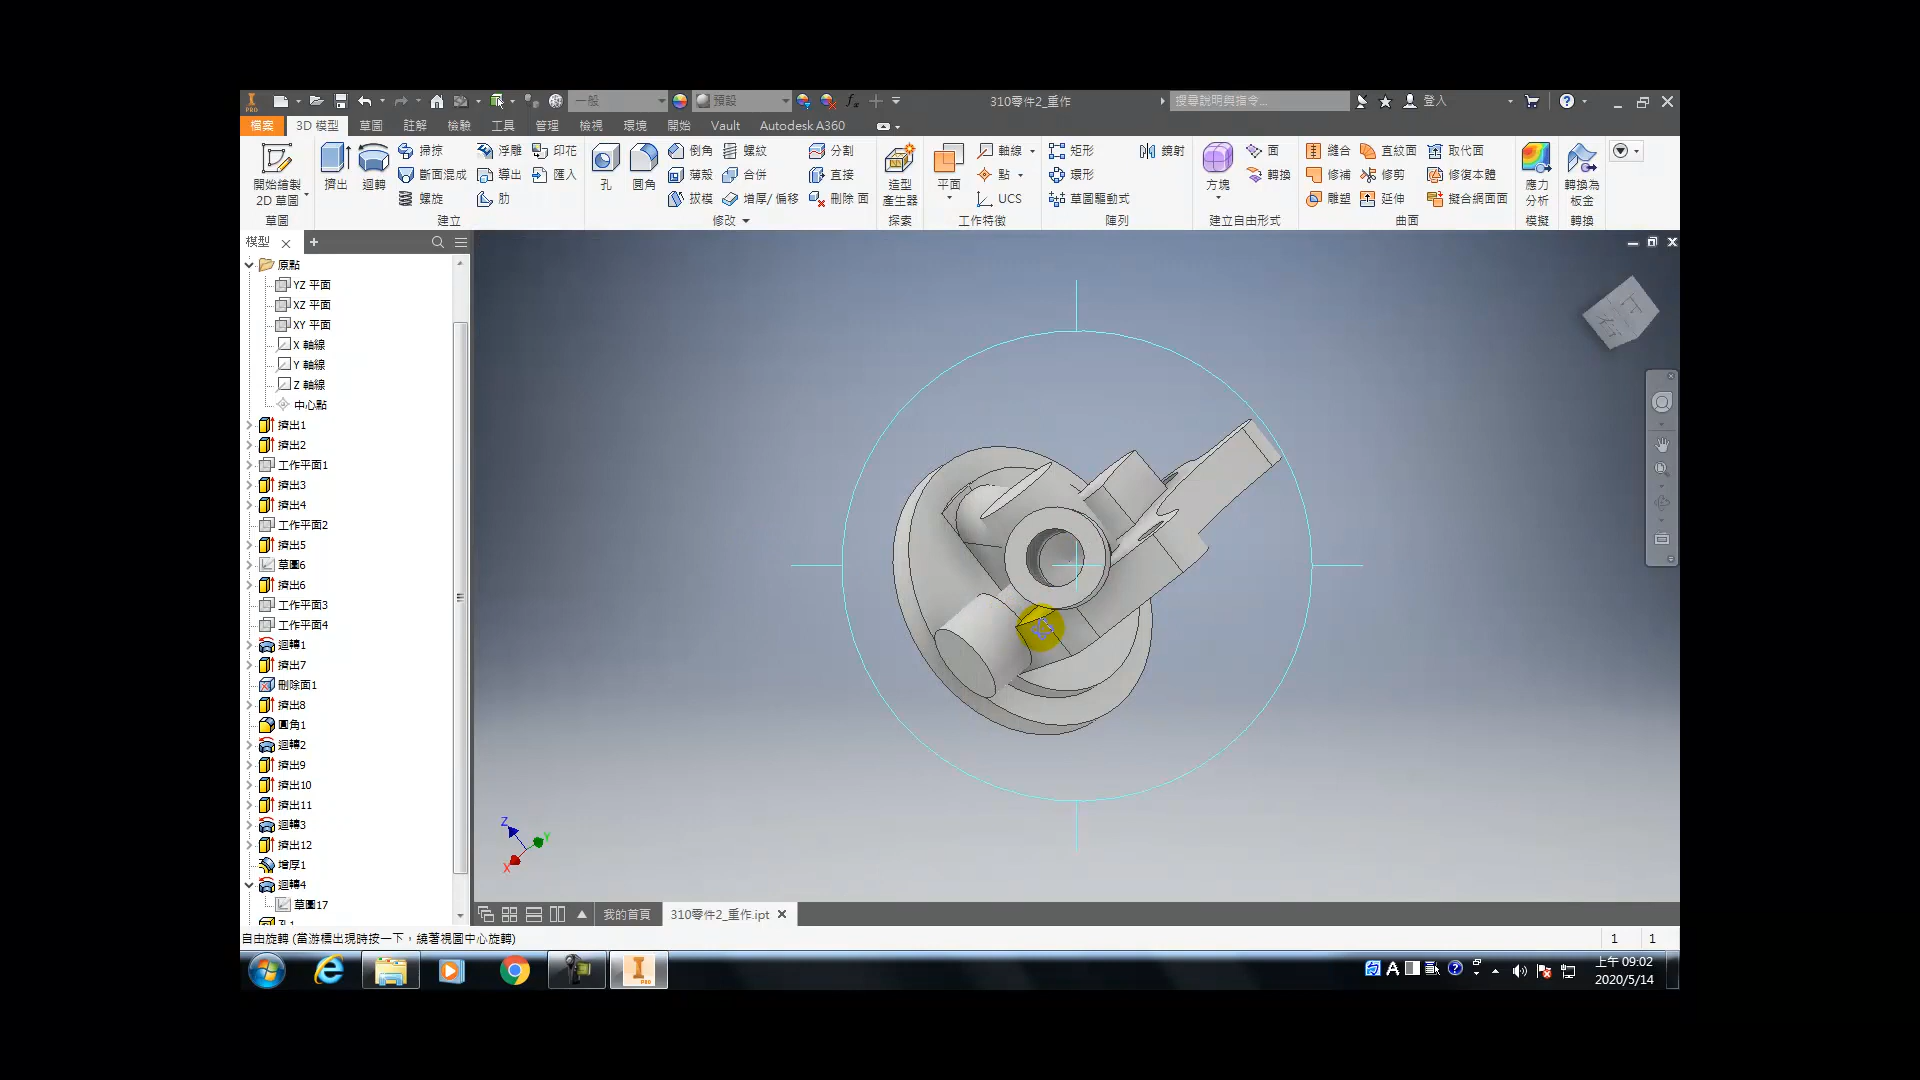 PRO
一般
預設
310零件2_重作
搜尋說明與指令...
登入
檔案
3D 模型
草圖
註解
檢驗
工具
管理
檢視
環境
開始
Vault
Autodesk A360
開始繪製
2D 草圖
草圖
擠出
迴轉
掃掠
斷面混成
螺旋
浮雕
導出
肋
印花
匯入
建立
孔
圓角
倒角
薄殼
拔模
螺紋
合併
增厚/ 偏移
分割
直接
刪除 面
修改
造型
產生器
探索
平面
軸線
點
UCS
工作特徵
矩形
環形
草圖驅動式
鏡射
陣列
方塊
面
轉換
建立自由形式
縫合
修補
雕塑
直紋面
修剪
延伸
取代面
修復本體
擬合網面面
曲面
應力
分析
模擬
轉換為
板金
轉換
模型
原點
YZ 平面
XZ 平面
XY 平面
X 軸線
Y 軸線
Z 軸線
中心點
擠出1
擠出2
工作平面1
擠出3
擠出4
工作平面2
擠出5
草圖6
擠出6
工作平面3
工作平面4
迴轉1
擠出7
刪除面1
擠出8
圓角1
迴轉2
擠出9
擠出10
擠出11
迴轉3
擠出12
增厚1
迴轉4
草圖17
Z
Y
X
我的首頁
310零件2_重作.ipt
自由旋轉 (當游標出現時按一下，繞著視圖中心旋轉)
1
1
PRO
A
上午 09:02
2020/5/14